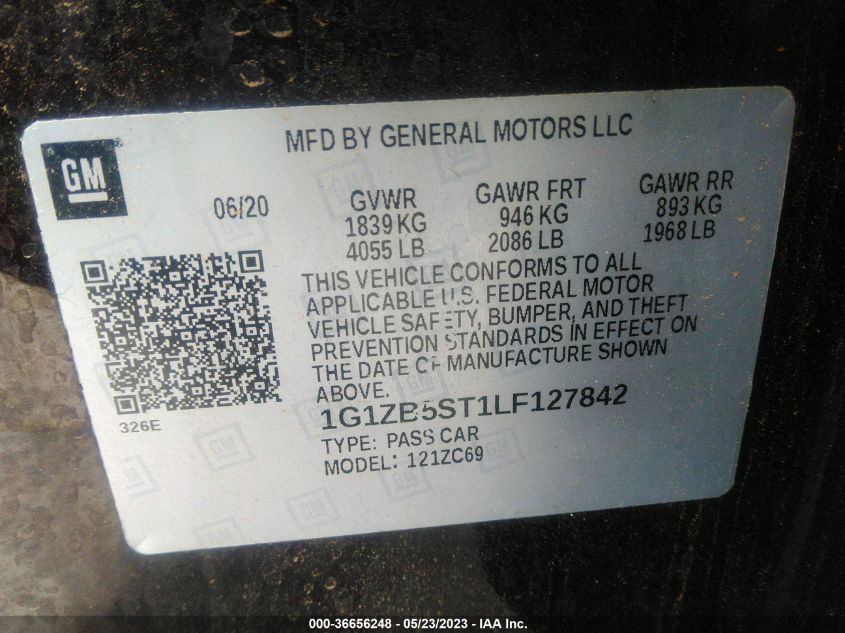 MFD BY GENERAL MOTORS LLC
GM
06/20 GVWR GAWR FRT GAWR RR
1839 KG 946 KG 893 KG
4055 LB 2086 LB 1968 LB
THIS VEHICLE CONFORMS TO ALL
APPLICABLE U.S. FEDERAL MOTOR
VEHICLE SAFETY, BUMPER, AND THEFT
PREVENTION STANDARDS IN EFFECT ON
THE DATE OF MANUFACTURE SHOWN
ABOVE.
326E
1G1ZB5ST1LF127842
TYPE: PASS CAR
MODEL: 121ZC69
000-36656248 - 05/23/2023 - IAA Inc.